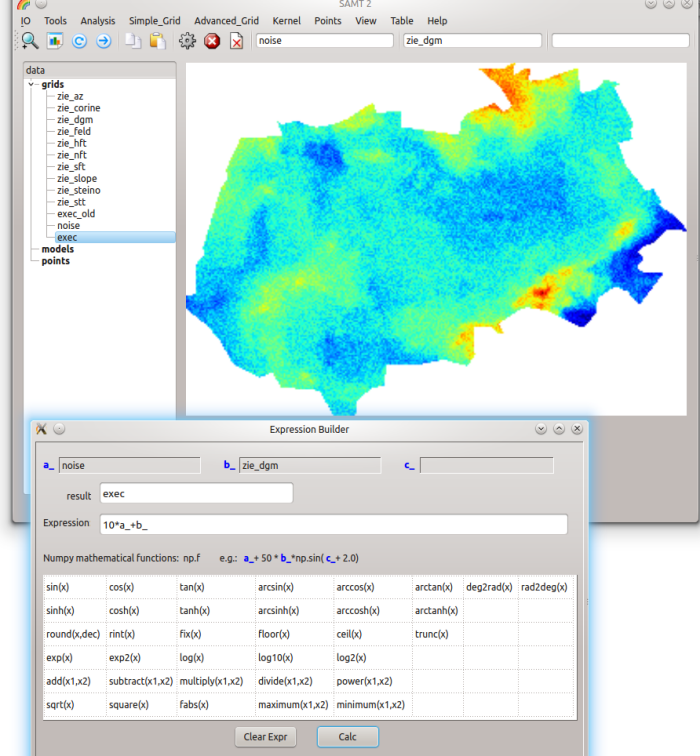 SAMT 2
IO Tools Analysis Simple_Grid Advanced_Grid Kernel Points View Table Help
noise zie_dgm
data
grids
zie_az
zie_corine
zie_dgm
zie_feld
zie_hft
zie_nft
zie_sft
zie_slope
zie_steino
zie_stt
exec_old
noise
exec
models
points
Expression Builder
a_ noise b_ zie_dgm c_
result exec
Expression 10*a_+b_
Numpy mathematical functions: np.f e.g.: a_+ 50 * b_*np.sin( c_+ 2.0)
sin(x) cos(x) tan(x) arcsin(x) arccos(x) arctan(x) deg2rad(x) rad2deg(x)
sinh(x) cosh(x) tanh(x) arcsinh(x) arccosh(x) arctanh(x)
round(x,dec) rint(x) fix(x) floor(x) ceil(x) trunc(x)
exp(x) exp2(x) log(x) log10(x) log2(x)
add(x1,x2) subtract(x1,x2) multiply(x1,x2) divide(x1,x2) power(x1,x2)
sqrt(x) square(x) fabs(x) maximum(x1,x2) minimum(x1,x2)
Clear Expr Calc